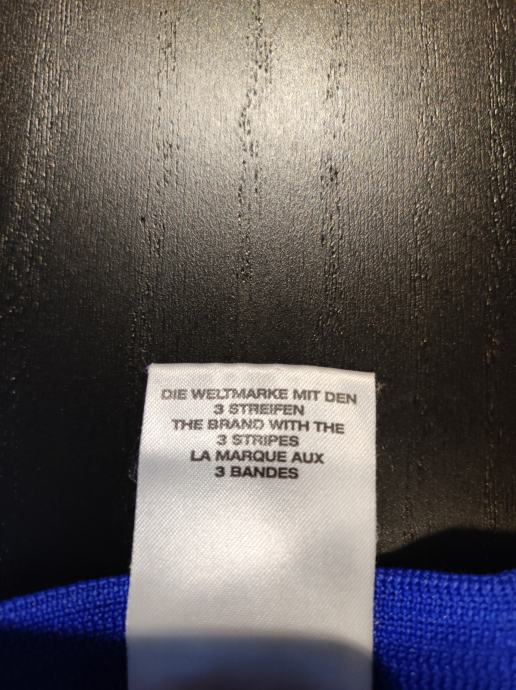 DIE WELTMARKE MIT DEN
3 STREIFEN
THE BRAND WITH THE
3 STRIPES
LA MARQUE AUX
3 BANDES